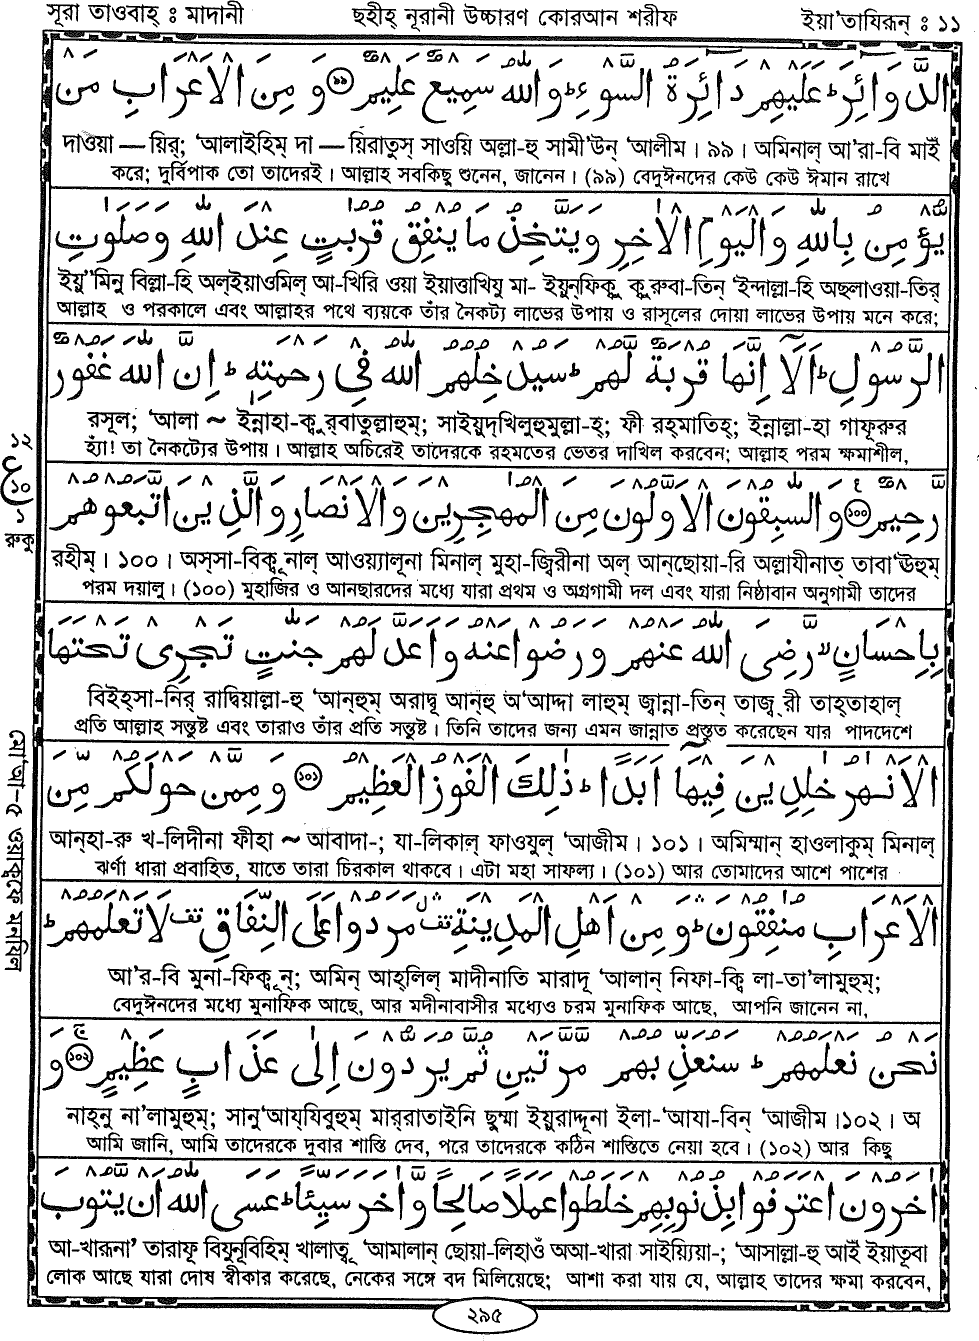 সূরা তাওবাহ্ : মাদানী ছহীহ্ নূরানী উচ্চারণ কোরআন শরীফ ইয়া'তাযিরূন্ : ১১
الدَّوَآئِرَ ؕ عَلَيْهِمْ دَآئِرَةُ السَّوْءِ ؕ وَاللّٰهُ سَمِيْعٌ عَلِيْمٌ ﴿٩٩﴾ وَمِنَ الْاَعْرَابِ مَنْ
দাওয়া — য়ির্; 'আলাইহিম্ দা — য়িরাতুস্ সাওয়ি অল্লা-হু সামী'উন্ 'আলীম । ৯৯ । অমিনাল্ আ'রা-বি মাইঁ
করে; দুর্বিপাক তো তাদেরই । আল্লাহ সবকিছু শুনেন, জানেন । (৯৯) বেদুঈনদের কেউ কেউ ঈমান রাখে
يُّؤْمِنُ بِاللّٰهِ وَالْيَوْمِ الْاٰخِرِ وَيَتَّخِذُ مَا يُنْفِقُ قُرُبٰتٍ عِنْدَ اللّٰهِ وَصَلَوٰتِ
ইয়ু''মিনু বিল্লা-হি অল্ইয়াওমিল্ আ-খিরি ওয়া ইয়াত্তাখিযু মা- ইয়ুন্ফিক্বু ক্বুরুবা-তিন্ 'ইন্দাল্লা-হি অছলাওয়া-তির্
আল্লাহ ও পরকালে এবং আল্লাহর পথে ব্যয়কে তাঁর নৈকট্য লাভের উপায় ও রাসূলের দোয়া লাভের উপায় মনে করে;
الرَّسُوْلِ ؕ اَلَآ اِنَّهَا قُرْبَةٌ لَّهُمْ ؕ سَيُدْخِلُهُمُ اللّٰهُ فِيْ رَحْمَتِهٖ ؕ اِنَّ اللّٰهَ غَفُوْرٌ
রসূল; 'আলা ~ ইন্নাহা-ক্বুর্বাতুল্লাহুম্; সাইয়ুদ্খিলুহুমুল্লা-হ্; ফী রহ্মাতিহ্; ইন্নাল্লা-হা গাফূরুর
হ্যাঁ! তা নৈকট্যের উপায় । আল্লাহ অচিরেই তাদেরকে রহমতের ভেতর দাখিল করবেন; আল্লাহ পরম ক্ষমাশীল,
رَّحِيْمٌ ﴿١٠٠﴾ وَالسّٰبِقُوْنَ الْاَوَّلُوْنَ مِنَ الْمُهٰجِرِيْنَ وَالْاَنْصَارِ وَالَّذِيْنَ اتَّبَعُوْهُمْ
রহীম্ । ১০০ । অস্সা-বিক্বূনাল্ আওয়্যালূনা মিনাল্ মুহা-জ্বিরীনা অল্ আন্ছোয়া-রি অল্লাযীনাত্ তাবা'ঊহুম্
পরম দয়ালু । (১০০) মুহাজির ও আনছারদের মধ্যে যারা প্রথম ও অগ্রগামী দল এবং যারা নিষ্ঠাবান অনুগামী তাদের
بِاِحْسَانٍ ۙ رَّضِيَ اللّٰهُ عَنْهُمْ وَرَضُوْا عَنْهُ وَاَعَدَّ لَهُمْ جَنّٰتٍ تَجْرِيْ تَحْتَهَا
বিইহ্সা-নির্ রাদ্বিয়াল্লা-হু 'আন্হুম্ অরাদ্বূ আন্হু অ'আদ্দা লাহুম্ জ্বান্না-তিন্ তাজ্ব্রী তাহ্তাহাল্
প্রতি আল্লাহ সন্তুষ্ট এবং তারাও তাঁর প্রতি সন্তুষ্ট । তিনি তাদের জন্য এমন জান্নাত প্রস্তুত করেছেন যার পাদদেশে
الْاَنْهٰرُ خٰلِدِيْنَ فِيْهَآ اَبَدًا ؕ ذٰلِكَ الْفَوْزُ الْعَظِيْمُ ﴿١٠١﴾ وَمِمَّنْ حَوْلَكُمْ مِّنَ
আন্হা-রু খ-লিদীনা ফীহা ~ আবাদা-; যা-লিকাল্ ফাওযুল্ 'আজীম । ১০১ । অমিম্মান্ হাওলাকুম্ মিনাল্
ঝর্ণা ধারা প্রবাহিত, যাতে তারা চিরকাল থাকবে । এটা মহা সাফল্য । (১০১) আর তোমাদের আশে পাশের
الْاَعْرَابِ مُنٰفِقُوْنَ ؕ وَمِنْ اَهْلِ الْمَدِيْنَةِ مَرَدُوْا عَلَى النِّفَاقِ لَا تَعْلَمُهُمْ ؕ
আ'র-বি মুনা-ফিক্বূন্; অমিন্ আহ্লিল্ মাদীনাতি মারাদূ 'আলান্ নিফা-ক্বি লা-তা'লামুহুম্;
বেদুঈনদের মধ্যে মুনাফিক আছে, আর মদীনাবাসীর মধ্যেও চরম মুনাফিক আছে, আপনি জানেন না,
نَحْنُ نَعْلَمُهُمْ ؕ سَنُعَذِّبُهُمْ مَّرَّتَيْنِ ثُمَّ يُرَدُّوْنَ اِلٰى عَذَابٍ عَظِيْمٍ ﴿١٠٢﴾ وَ
নাহ্নু না'লামুহুম্; সানু'আয্যিবুহুম্ মার্রাতাইনি ছুম্মা ইয়ুরাদ্দূনা ইলা- 'আযা-বিন্ 'আজীম ।১০২ । অ
আমি জানি, আমি তাদেরকে দুবার শাস্তি দেব, পরে তাদেরকে কঠিন শাস্তিতে নেয়া হবে । (১০২) আর কিছু
اٰخَرُوْنَ اعْتَرَفُوْا بِذُنُوْبِهِمْ خَلَطُوْا عَمَلًا صَالِحًا وَّاٰخَرَ سَيِّئًا ؕ عَسَى اللّٰهُ اَنْ يَّتُوْبَ
আ-খারূনা' তারাফূ বিযুনূবিহিম্ খালাত্বূ 'আমালান্ ছোয়া-লিহাওঁ অআ-খারা সাইয়্যিয়া-; 'আসাল্লা-হু আইঁ ইয়াতূবা
লোক আছে যারা দোষ স্বীকার করেছে, নেকের সঙ্গে বদ মিলিয়েছে; আশা করা যায় যে, আল্লাহ তাদের ক্ষমা করবেন,
২৯৫
ع
১০
রুকূ